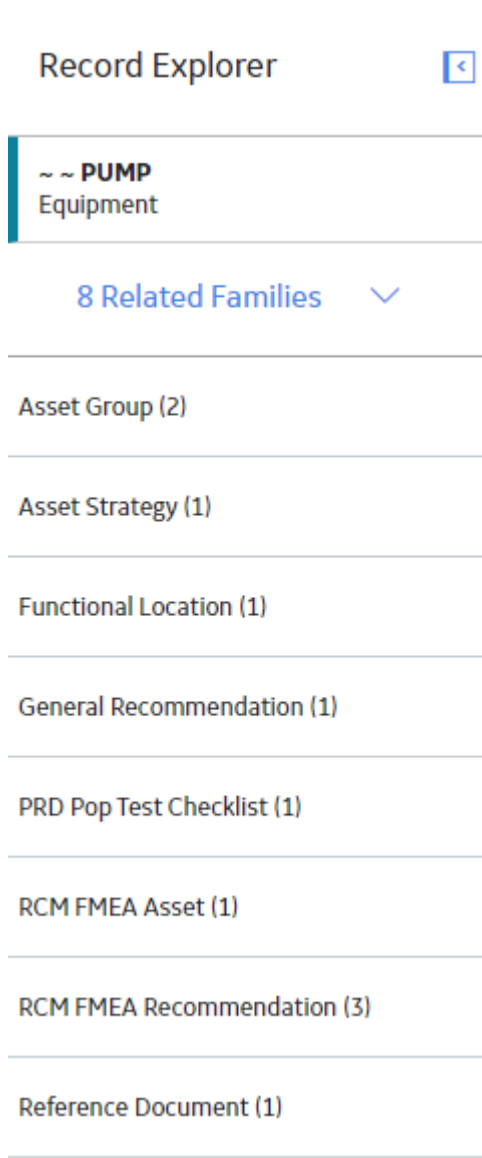 Record Explorer
~ ~ PUMP
Equipment
8 Related Families
Asset Group (2)
Asset Strategy (1)
Functional Location (1)
General Recommendation (1)
PRD Pop Test Checklist (1)
RCM FMEA Asset (1)
RCM FMEA Recommendation (3)
Reference Document (1)